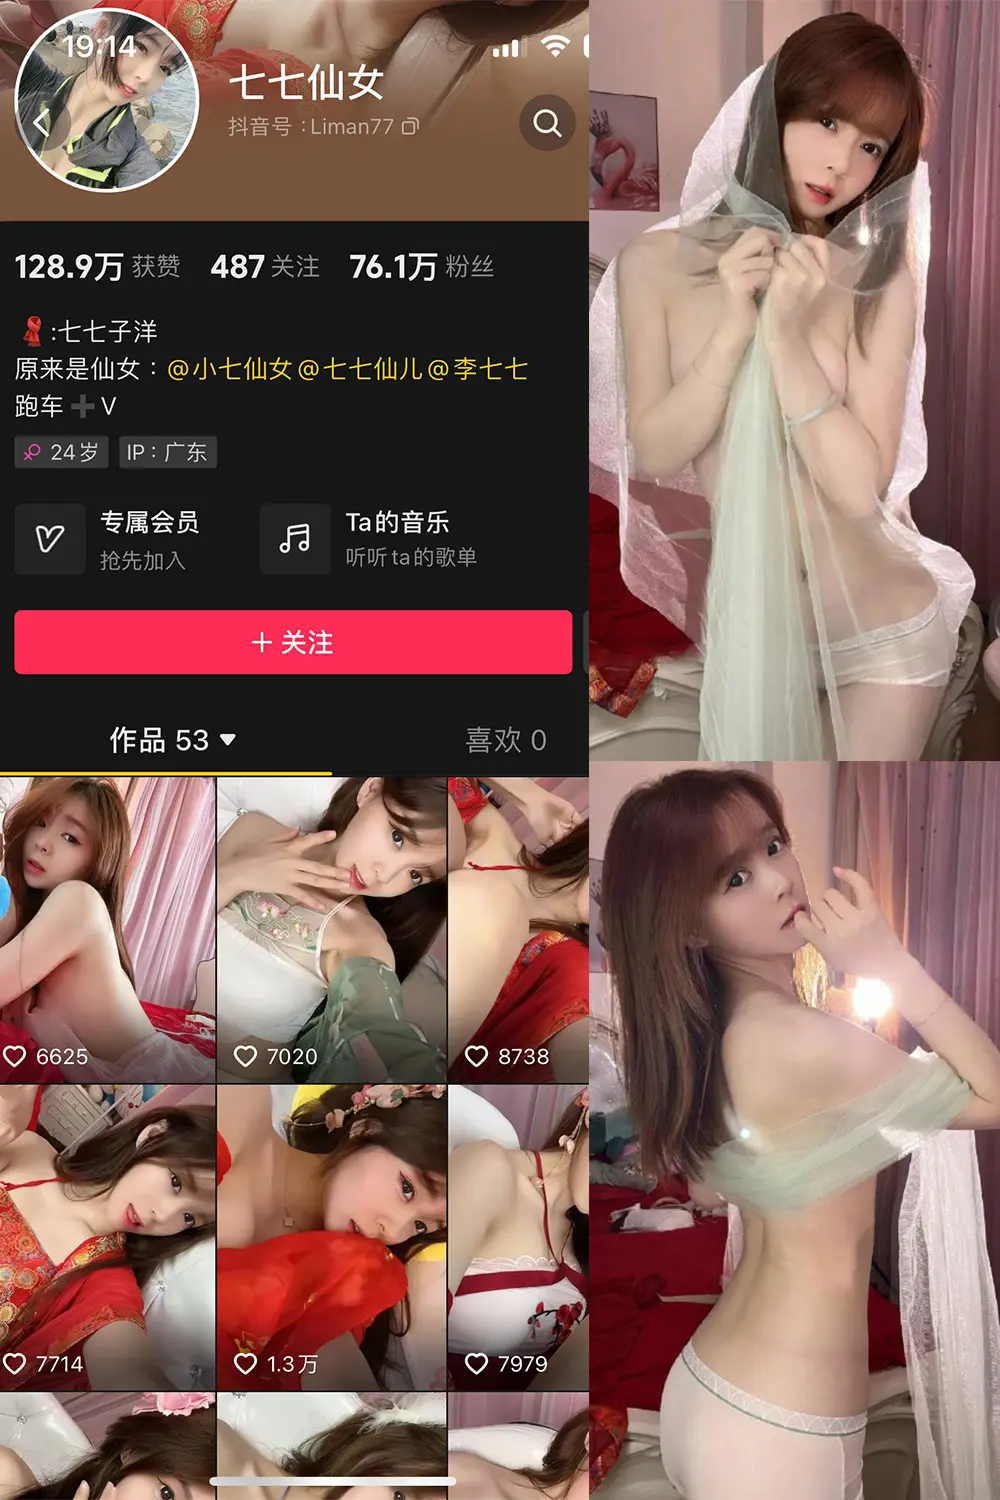 19:14
七七仙女
抖音号：Liman77
128.9万 获赞 487 关注 76.1万 粉丝
🧣:七七子洋
原来是仙女：@小七仙女@七七仙儿@李七七
跑车➕V
24岁 IP：广东
专属会员
抢先加入
Ta的音乐
听听ta的歌单
＋关注
作品 53
喜欢 0
6625
7020
8738
7714
1.3万
7979